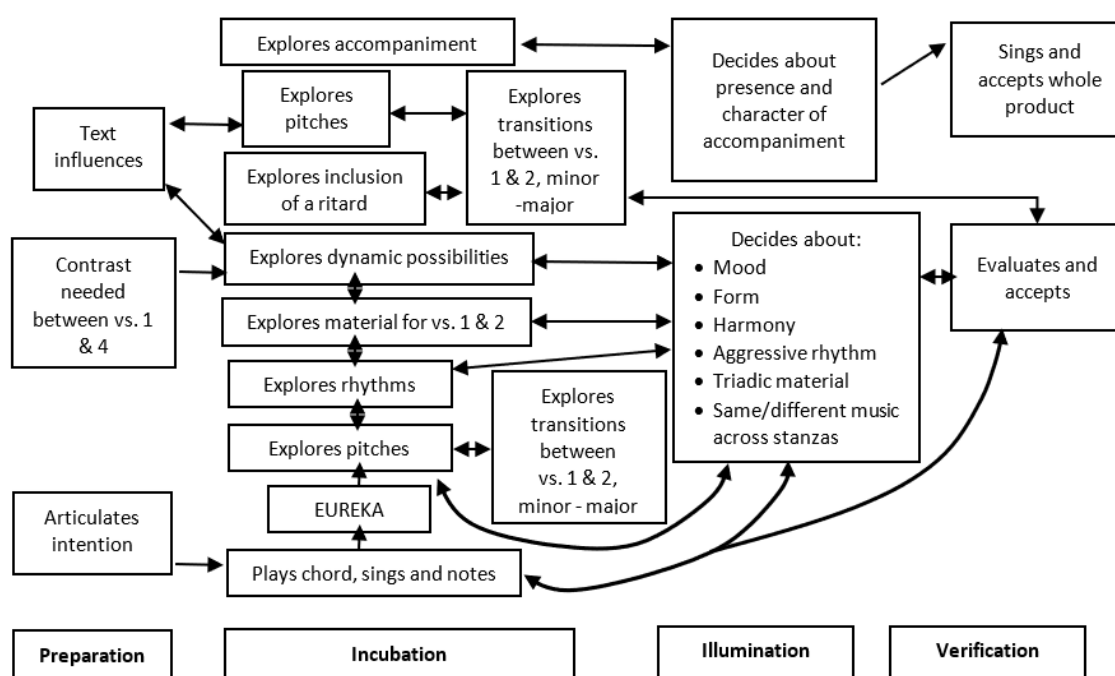 Explores accompaniment
Decides about
presence and
character of
accompaniment
Sings and
accepts whole
product
Explores
pitches
Explores
transitions
between vs.
1 & 2, minor
-major
Text
influences
Explores inclusion
of a ritard
Contrast
needed
between vs. 1
& 4
Explores dynamic possibilities
Decides about:
• Mood
• Form
• Harmony
• Aggressive rhythm
• Triadic material
• Same/different music
across stanzas
Evaluates and
accepts
Explores material for vs. 1 & 2
Explores rhythms
Explores
transitions
between
vs. 1 & 2,
minor - major
Explores pitches
EUREKA
Articulates
intention
Plays chord, sings and notes
Preparation
Incubation
Illumination
Verification